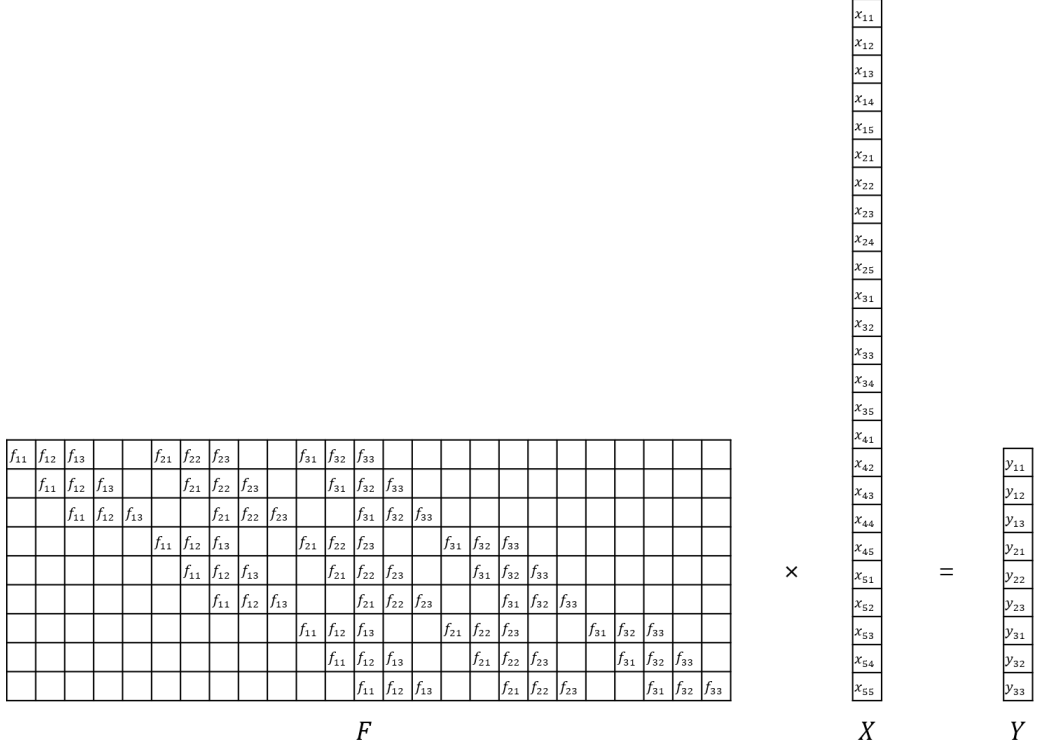 x₁₁
x₁₂
x₁₃
x₁₄
x₁₅
x₂₁
x₂₂
x₂₃
x₂₄
x₂₅
x₃₁
x₃₂
x₃₃
x₃₄
x₃₅
x₄₁
x₄₂
x₄₃
x₄₄
x₄₅
x₅₁
x₅₂
x₅₃
x₅₄
x₅₅
f₁₁ f₁₂ f₁₃ f₂₁ f₂₂ f₂₃ f₃₁ f₃₂ f₃₃
f₁₁ f₁₂ f₁₃ f₂₁ f₂₂ f₂₃ f₃₁ f₃₂ f₃₃
f₁₁ f₁₂ f₁₃ f₂₁ f₂₂ f₂₃ f₃₁ f₃₂ f₃₃
f₁₁ f₁₂ f₁₃ f₂₁ f₂₂ f₂₃ f₃₁ f₃₂ f₃₃
f₁₁ f₁₂ f₁₃ f₂₁ f₂₂ f₂₃ f₃₁ f₃₂ f₃₃
f₁₁ f₁₂ f₁₃ f₂₁ f₂₂ f₂₃ f₃₁ f₃₂ f₃₃
f₁₁ f₁₂ f₁₃ f₂₁ f₂₂ f₂₃ f₃₁ f₃₂ f₃₃
f₁₁ f₁₂ f₁₃ f₂₁ f₂₂ f₂₃ f₃₁ f₃₂ f₃₃
f₁₁ f₁₂ f₁₃ f₂₁ f₂₂ f₂₃ f₃₁ f₃₂ f₃₃
× =
y₁₁
y₁₂
y₁₃
y₂₁
y₂₂
y₂₃
y₃₁
y₃₂
y₃₃
F X Y